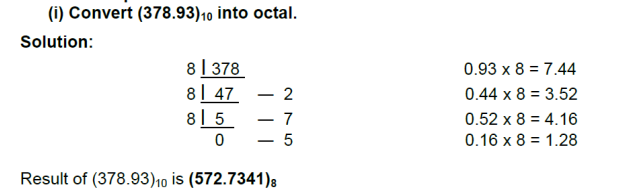 (i) Convert (378.93)₁₀ into octal.
Solution:
8 | 378 0.93 x 8 = 7.44
8 | 47 — 2 0.44 x 8 = 3.52
8 | 5 — 7 0.52 x 8 = 4.16
0 — 5 0.16 x 8 = 1.28
Result of (378.93)₁₀ is (572.7341)₈